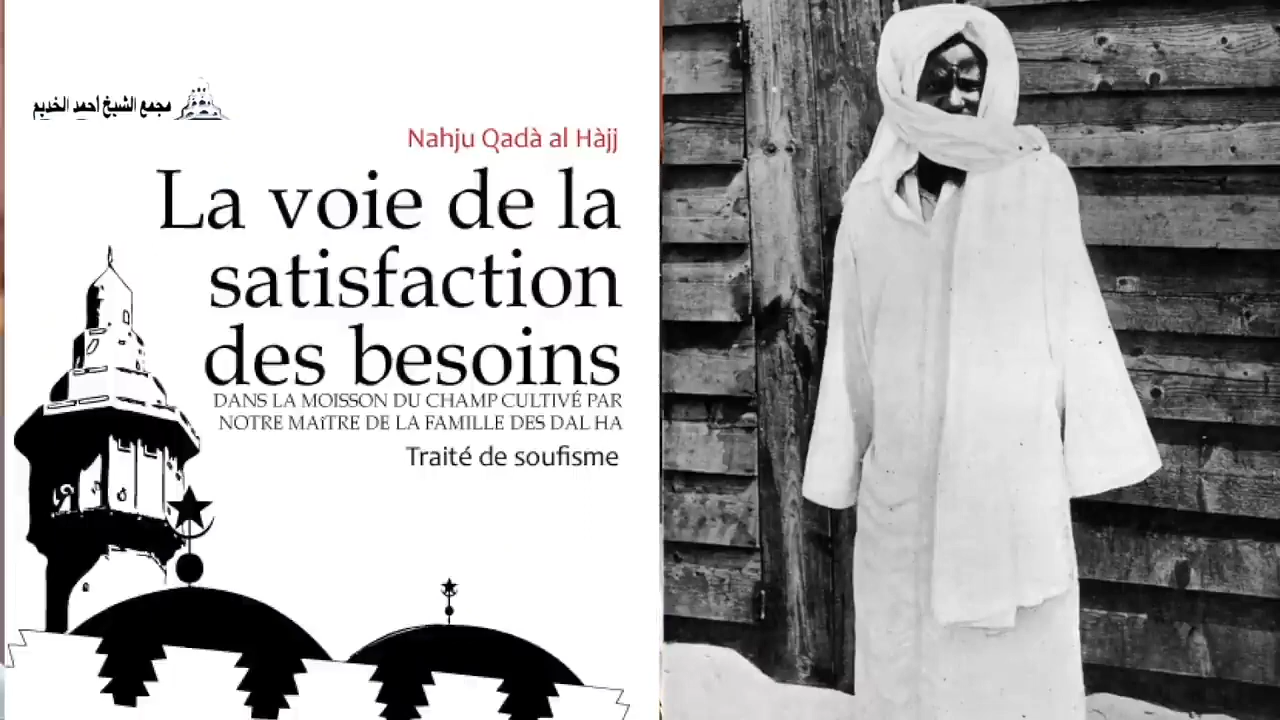 مجمع الشيخ احمد الخديم
Nahju Qadà al Hàjj
La voie de la
satisfaction
des besoins
DANS LA MOISSON DU CHAMP CULTIVÉ PAR
NOTRE MAîTRE DE LA FAMILLE DES DAL HA
Traité de soufisme